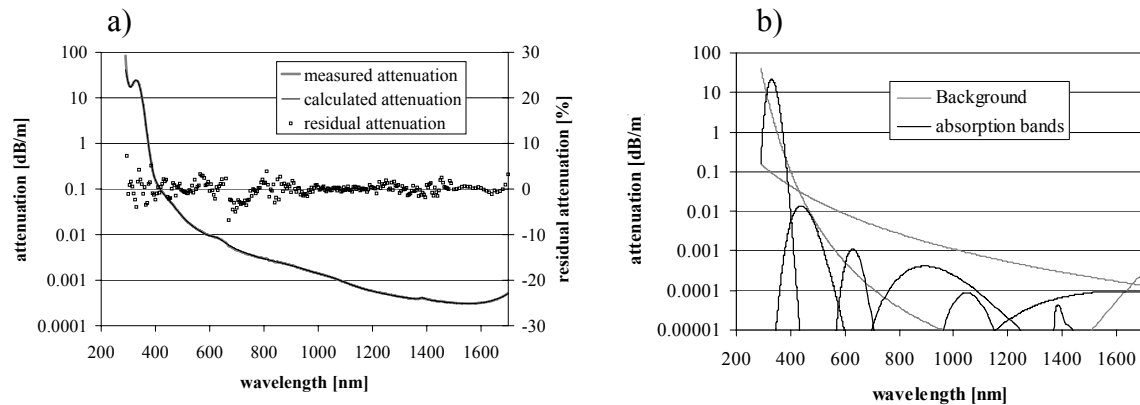 a)
attenuation [dB/m]
100
10
1
0.1
0.01
0.001
0.0001
measured attenuation
calculated attenuation
residual attenuation
30
20
10
0
-10
-20
-30
residual attenuation [%]
200 400 600 800 1000 1200 1400 1600
wavelength [nm]
b)
attenuation [dB/m]
100
10
1
0.1
0.01
0.001
0.0001
0.00001
Background
absorption bands
200 400 600 800 1000 1200 1400 1600
wavelength [nm]